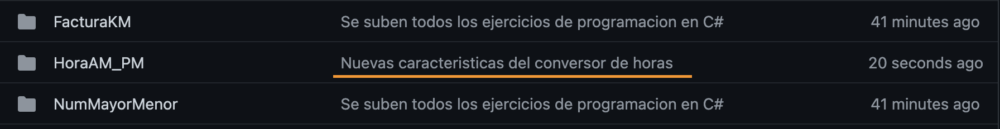 FacturaKM Se suben todos los ejercicios de programacion en C# 41 minutes ago
HoraAM_PM Nuevas caracteristicas del conversor de horas 20 seconds ago
NumMayorMenor Se suben todos los ejercicios de programacion en C# 41 minutes ago